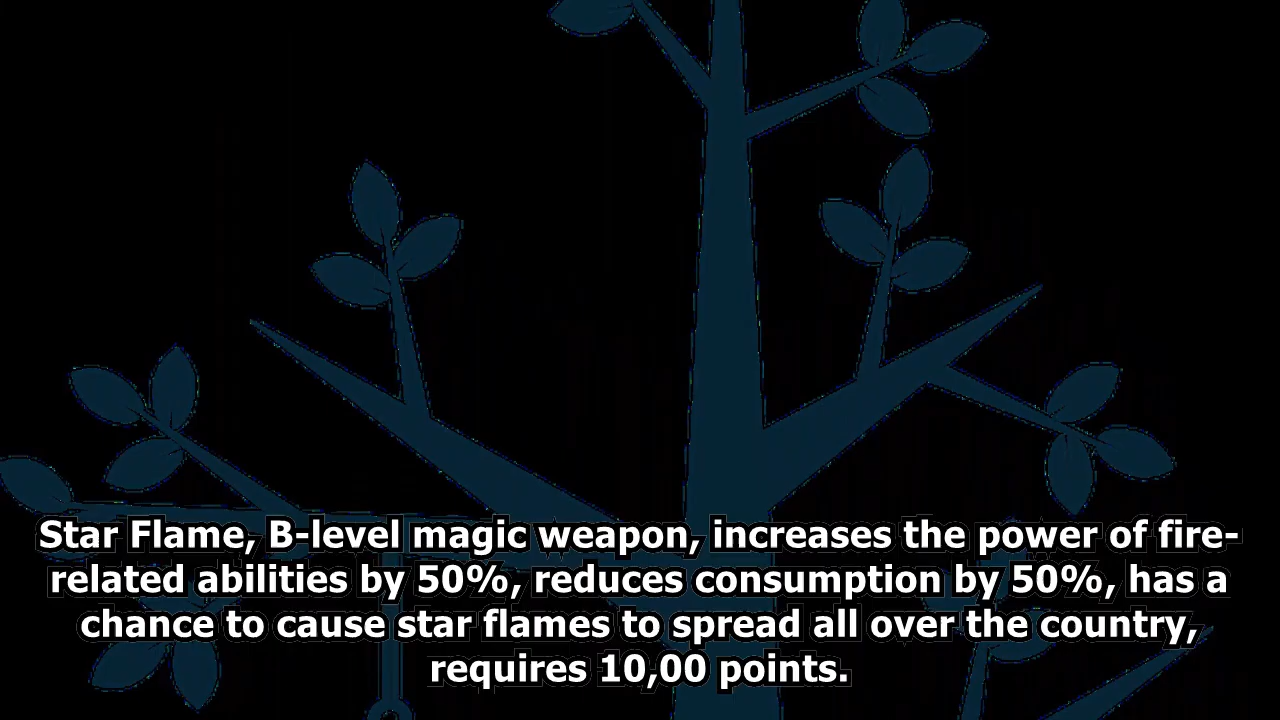 Star Flame, B-level magic weapon, increases the power of fire-
related abilities by 50%, reduces consumption by 50%, has a
chance to cause star flames to spread all over the country,
requires 10,00 points.